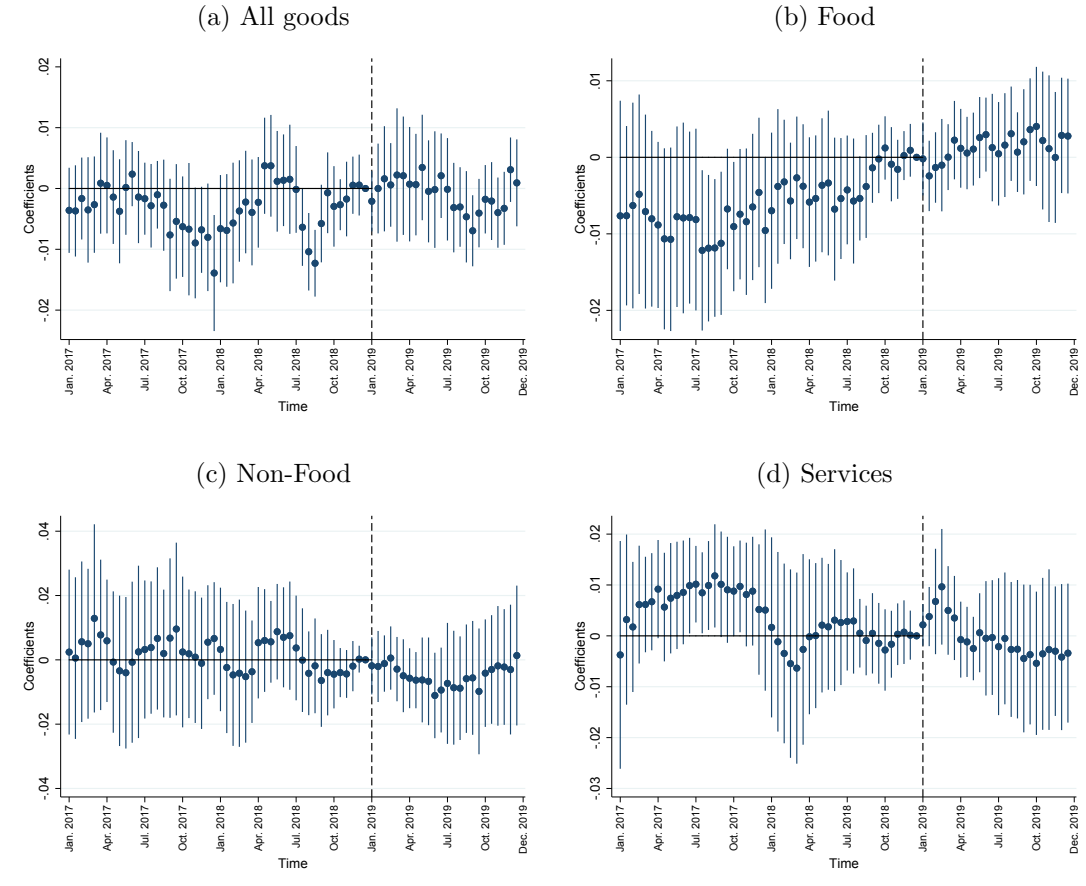 (a) All goods
Coefficients
.02
.01
0
-.01
-.02
Jan. 2017
Apr. 2017
Jul. 2017
Oct. 2017
Jan. 2018
Apr. 2018
Jul. 2018
Oct. 2018
Jan. 2019
Apr. 2019
Jul. 2019
Oct. 2019
Dec. 2019
Time
(b) Food
Coefficients
.01
0
-.01
-.02
Jan. 2017
Apr. 2017
Jul. 2017
Oct. 2017
Jan. 2018
Apr. 2018
Jul. 2018
Oct. 2018
Jan. 2019
Apr. 2019
Jul. 2019
Oct. 2019
Dec. 2019
Time
(c) Non-Food
Coefficients
.04
.02
0
-.02
-.04
Jan. 2017
Apr. 2017
Jul. 2017
Oct. 2017
Jan. 2018
Apr. 2018
Jul. 2018
Oct. 2018
Jan. 2019
Apr. 2019
Jul. 2019
Oct. 2019
Dec. 2019
Time
(d) Services
Coefficients
.02
.01
0
-.01
-.02
-.03
Jan. 2017
Apr. 2017
Jul. 2017
Oct. 2017
Jan. 2018
Apr. 2018
Jul. 2018
Oct. 2018
Jan. 2019
Apr. 2019
Jul. 2019
Oct. 2019
Dec. 2019
Time